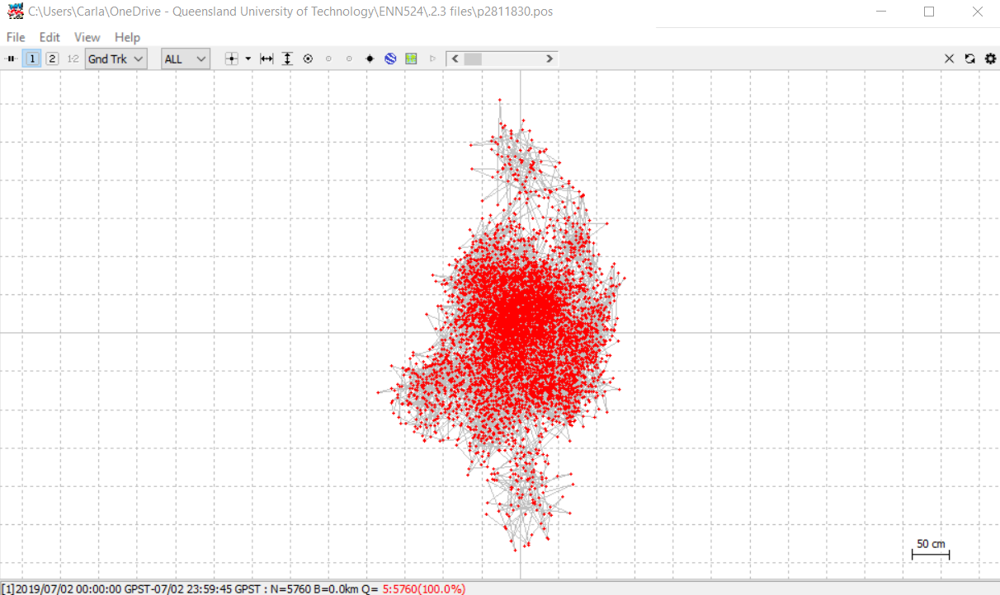 C:\Users\Carla\OneDrive - Queensland University of Technology\ENN524\.2.3 files\p2811830.pos
File Edit View Help
1 2 1-2 Gnd Trk ALL
50 cm
[1]2019/07/02 00:00:00 GPST-07/02 23:59:45 GPST : N=5760 B=0.0km Q= 5:5760(100.0%)